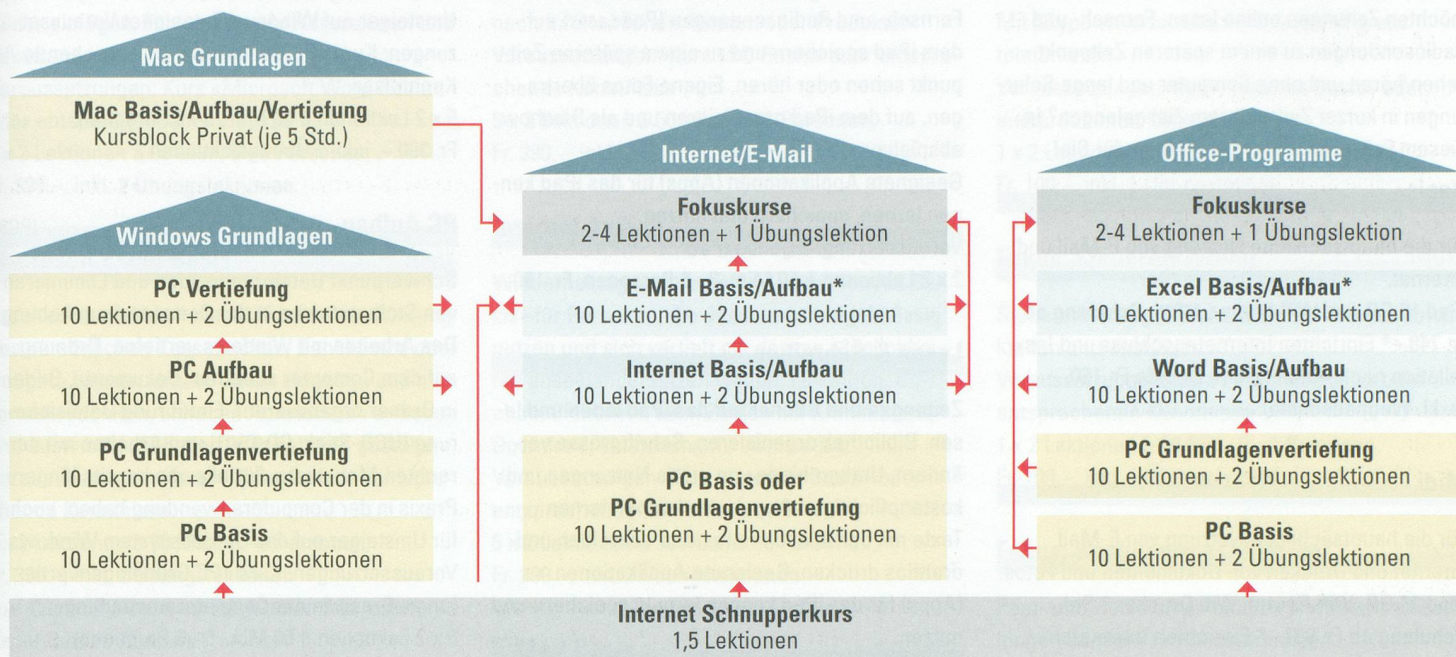 Mac Grundlagen
Mac Basis/Aufbau/Vertiefung
Kursblock Privat (je 5 Std.)
Windows Grundlagen
PC Vertiefung
10 Lektionen + 2 Übungslektionen
PC Aufbau
10 Lektionen + 2 Übungslektionen
PC Grundlagenvertiefung
10 Lektionen + 2 Übungslektionen
PC Basis
10 Lektionen + 2 Übungslektionen
Internet/E-Mail
Fokuskurse
2-4 Lektionen + 1 Übungslektion
E-Mail Basis/Aufbau*
10 Lektionen + 2 Übungslektionen
Internet Basis/Aufbau
10 Lektionen + 2 Übungslektionen
PC Basis oder
PC Grundlagenvertiefung
10 Lektionen + 2 Übungslektionen
Office-Programme
Fokuskurse
2-4 Lektionen + 1 Übungslektion
Excel Basis/Aufbau*
10 Lektionen + 2 Übungslektionen
Word Basis/Aufbau
10 Lektionen + 2 Übungslektionen
PC Grundlagenvertiefung
10 Lektionen + 2 Übungslektionen
PC Basis
10 Lektionen + 2 Übungslektionen
Internet Schnupperkurs
1,5 Lektionen